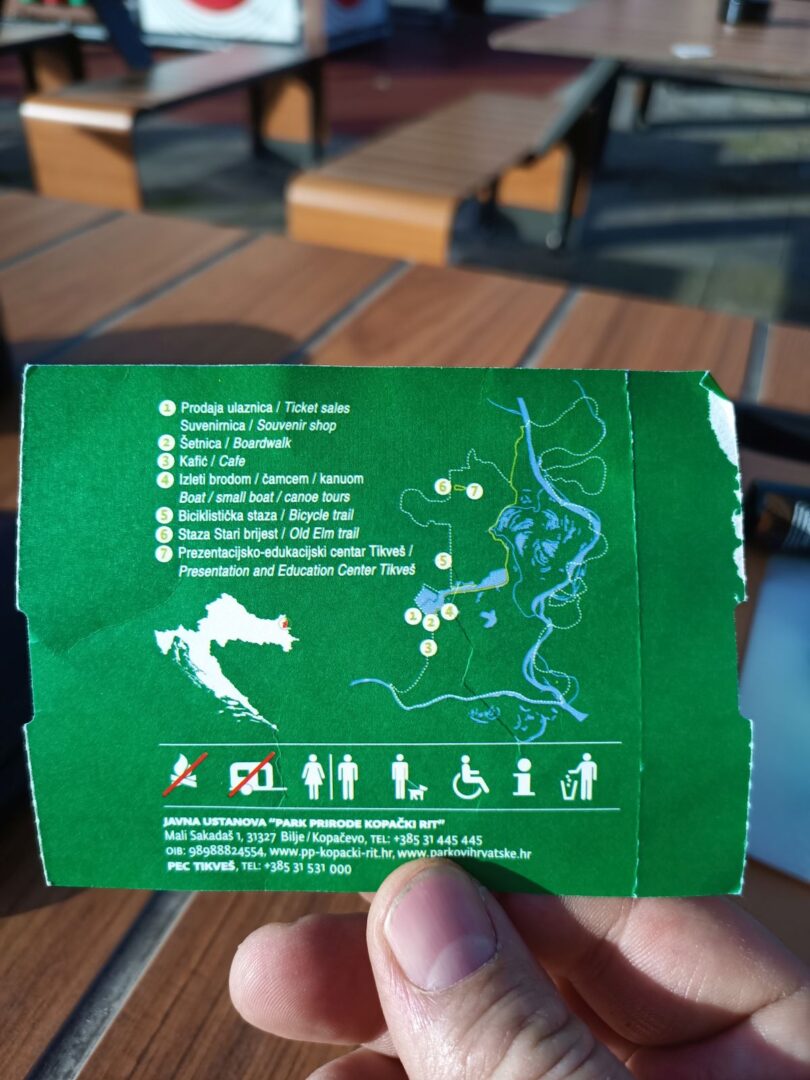 1 Prodaja ulaznica / Ticket sales
Suvenirnica / Souvenir shop
2 Šetnica / Boardwalk
3 Kafić / Cafe
4 Izleti brodom / čamcem / kanuom
Boat / small boat / canoe tours
5 Biciklistička staza / Bicycle trail
6 Staza Stari brijest / Old Elm trail
7 Prezentacijsko-edukacijski centar Tikveš /
Presentation and Education Center Tikveš
6 7
5
1 2 4
3
JAVNA USTANOVA "PARK PRIRODE KOPAČKI RIT"
Mali Sakadaš 1, 31327 Bilje / Kopačevo, TEL: +385 31 445 445
OIB: 98988824554, www.pp-kopacki-rit.hr, www.parkovihrvatske.hr
PEC TIKVEŠ, TEL: +385 31 531 000